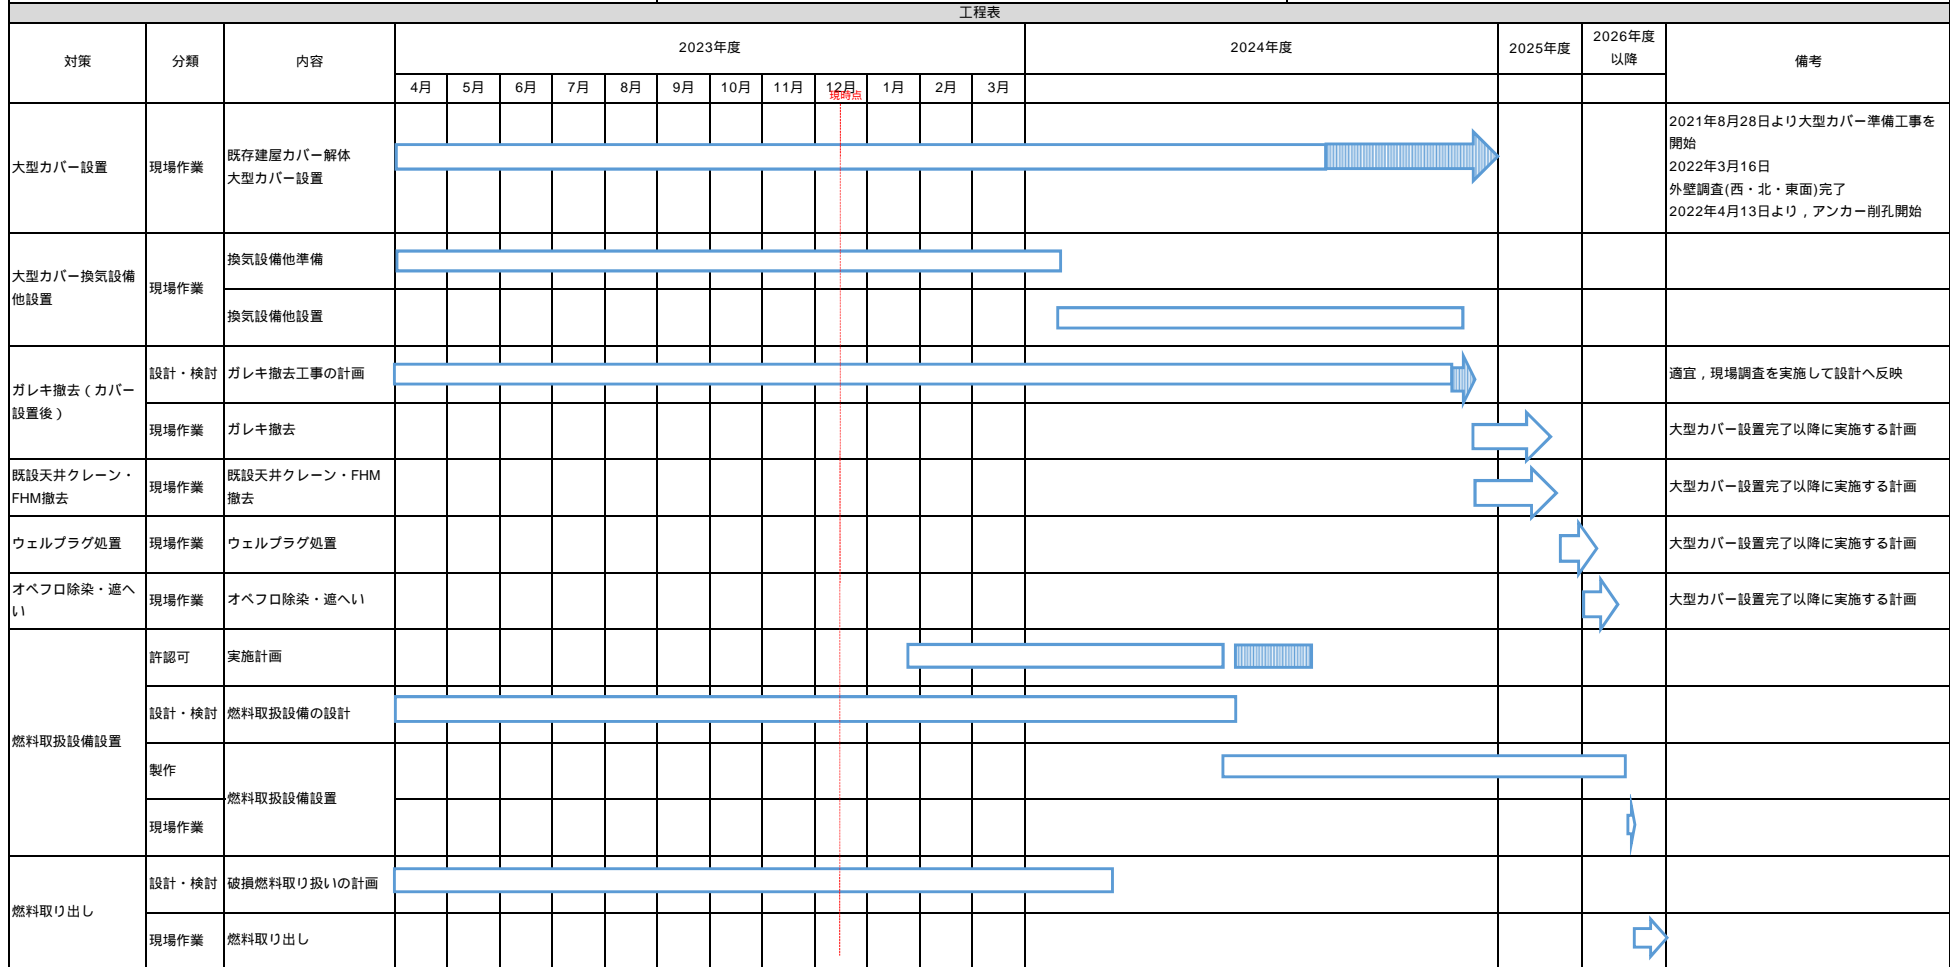 工程表
対策
分類
内容
2023年度
2024年度
2025年度
2026年度
以降
備考
4月
5月
6月
7月
8月
9月
10月
11月
12月
1月
2月
3月
現時点
大型カバー設置
現場作業
既存建屋カバー解体
大型カバー設置
2021年8月28日より大型カバー準備工事を
開始
2022年3月16日
外壁調査(西・北・東面)完了
2022年4月13日より，アンカー削孔開始
大型カバー換気設備
他設置
現場作業
換気設備他準備
換気設備他設置
ガレキ撤去（カバー
設置後）
設計・検討
ガレキ撤去工事の計画
適宜，現場調査を実施して設計へ反映
現場作業
ガレキ撤去
大型カバー設置完了以降に実施する計画
既設天井クレーン・
FHM撤去
現場作業
既設天井クレーン・FHM
撤去
大型カバー設置完了以降に実施する計画
ウェルプラグ処置
現場作業
ウェルプラグ処置
大型カバー設置完了以降に実施する計画
オペフロ除染・遮へ
い
現場作業
オペフロ除染・遮へい
大型カバー設置完了以降に実施する計画
燃料取扱設備設置
許認可
実施計画
設計・検討
燃料取扱設備の設計
製作
燃料取扱設備設置
現場作業
燃料取り出し
設計・検討
破損燃料取り扱いの計画
現場作業
燃料取り出し